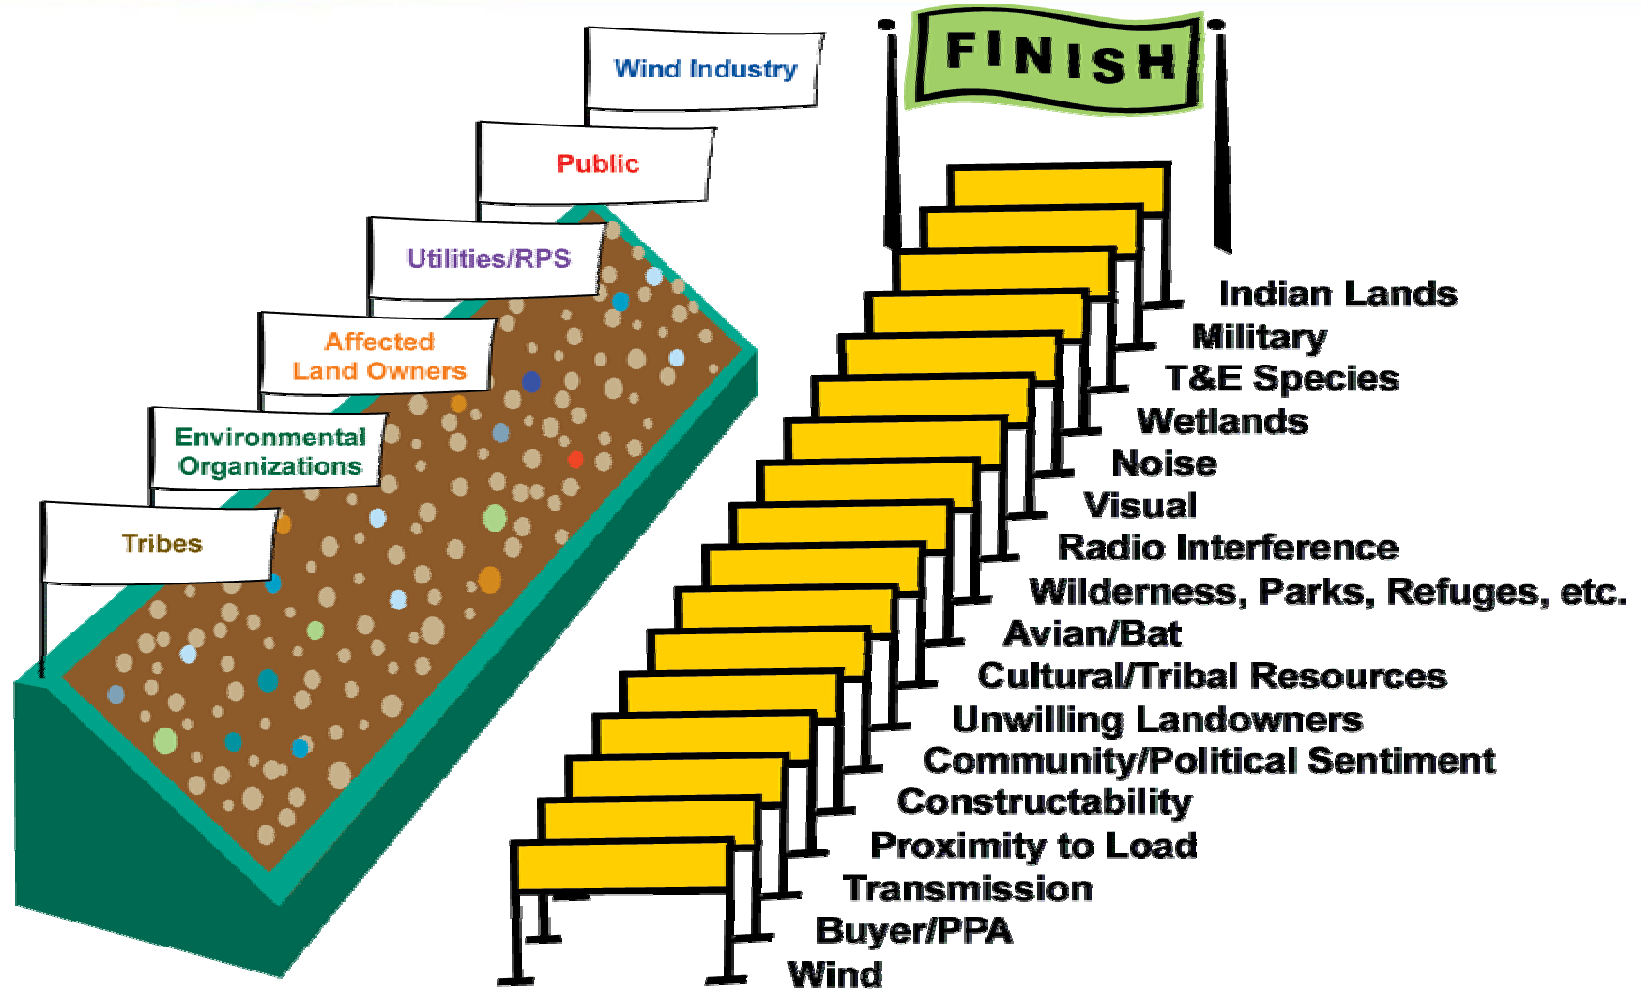 Wind Industry
Public
Utilities/RPS
Affected
Land Owners
Environmental
Organizations
Tribes
FINISH
Indian Lands
Military
T&E Species
Wetlands
Noise
Visual
Radio Interference
Wilderness, Parks, Refuges, etc.
Avian/Bat
Cultural/Tribal Resources
Unwilling Landowners
Community/Political Sentiment
Constructability
Proximity to Load
Transmission
Buyer/PPA
Wind